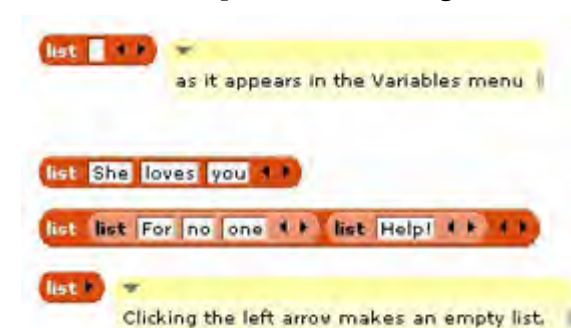 list
as it appears in the Variables menu
list She loves you
list list For no one list Help!
list
Clicking the left arrow makes an empty list.